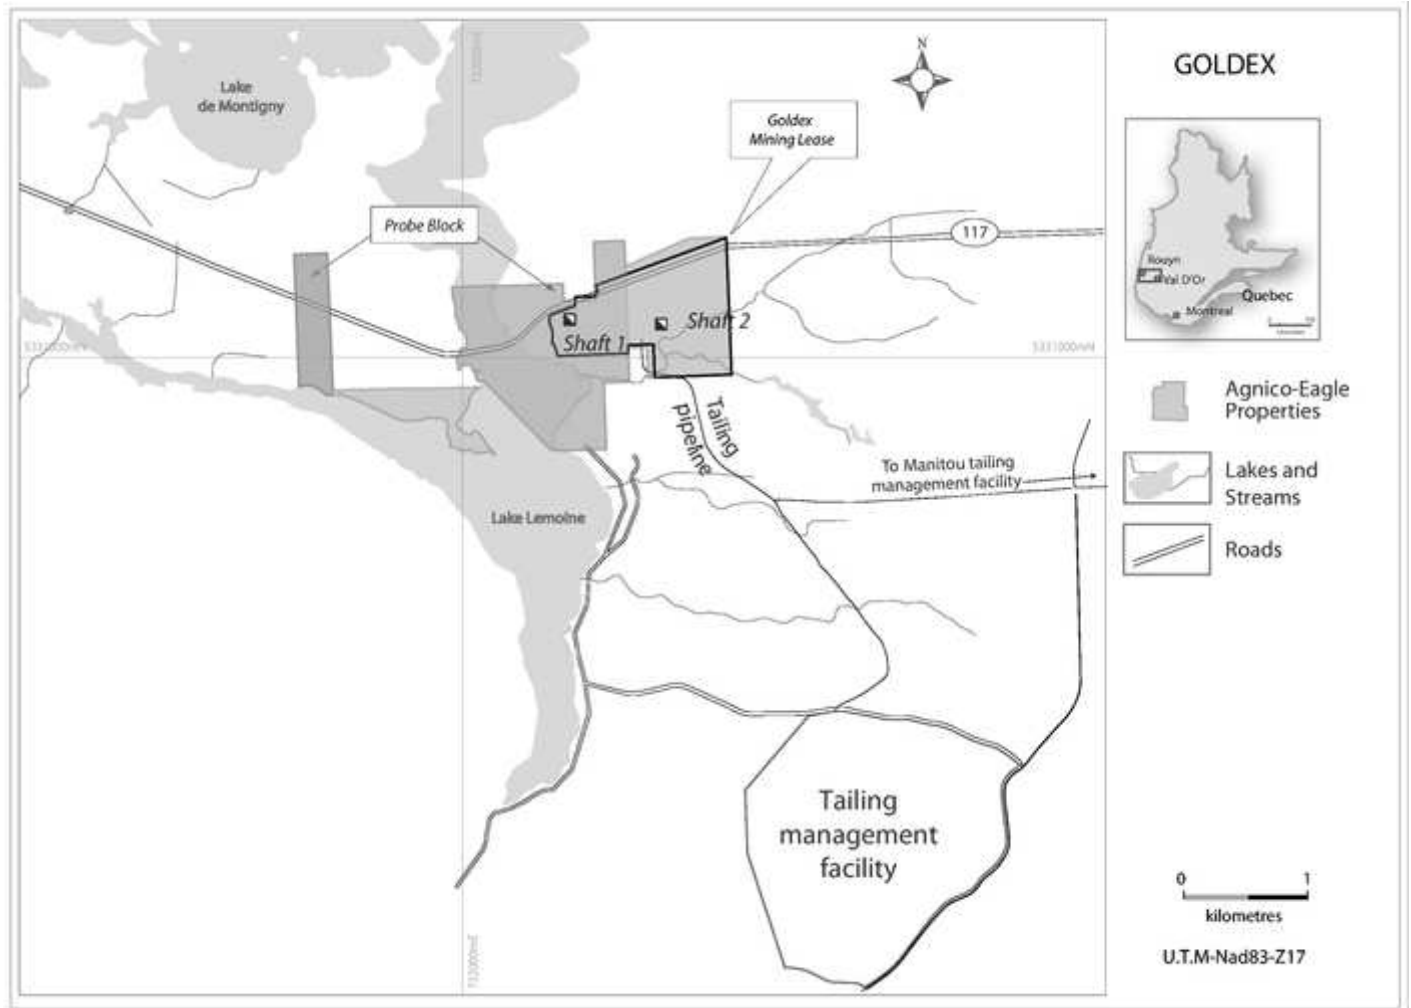 GOLDEX
Lake
de Montigny
N
Goldex
Mining Lease
Probe Block
117
Shaft 1
Shaft 2
5331000mN
Rouyn
Val D'Or
Quebec
Montreal
Tailing
pipeline
Agnico-Eagle
Properties
To Manitou tailing
management facility
Lakes and
Streams
Lake Lemoine
Roads
Tailing
management
facility
0 1
kilometres
U.T.M-Nad83-Z17